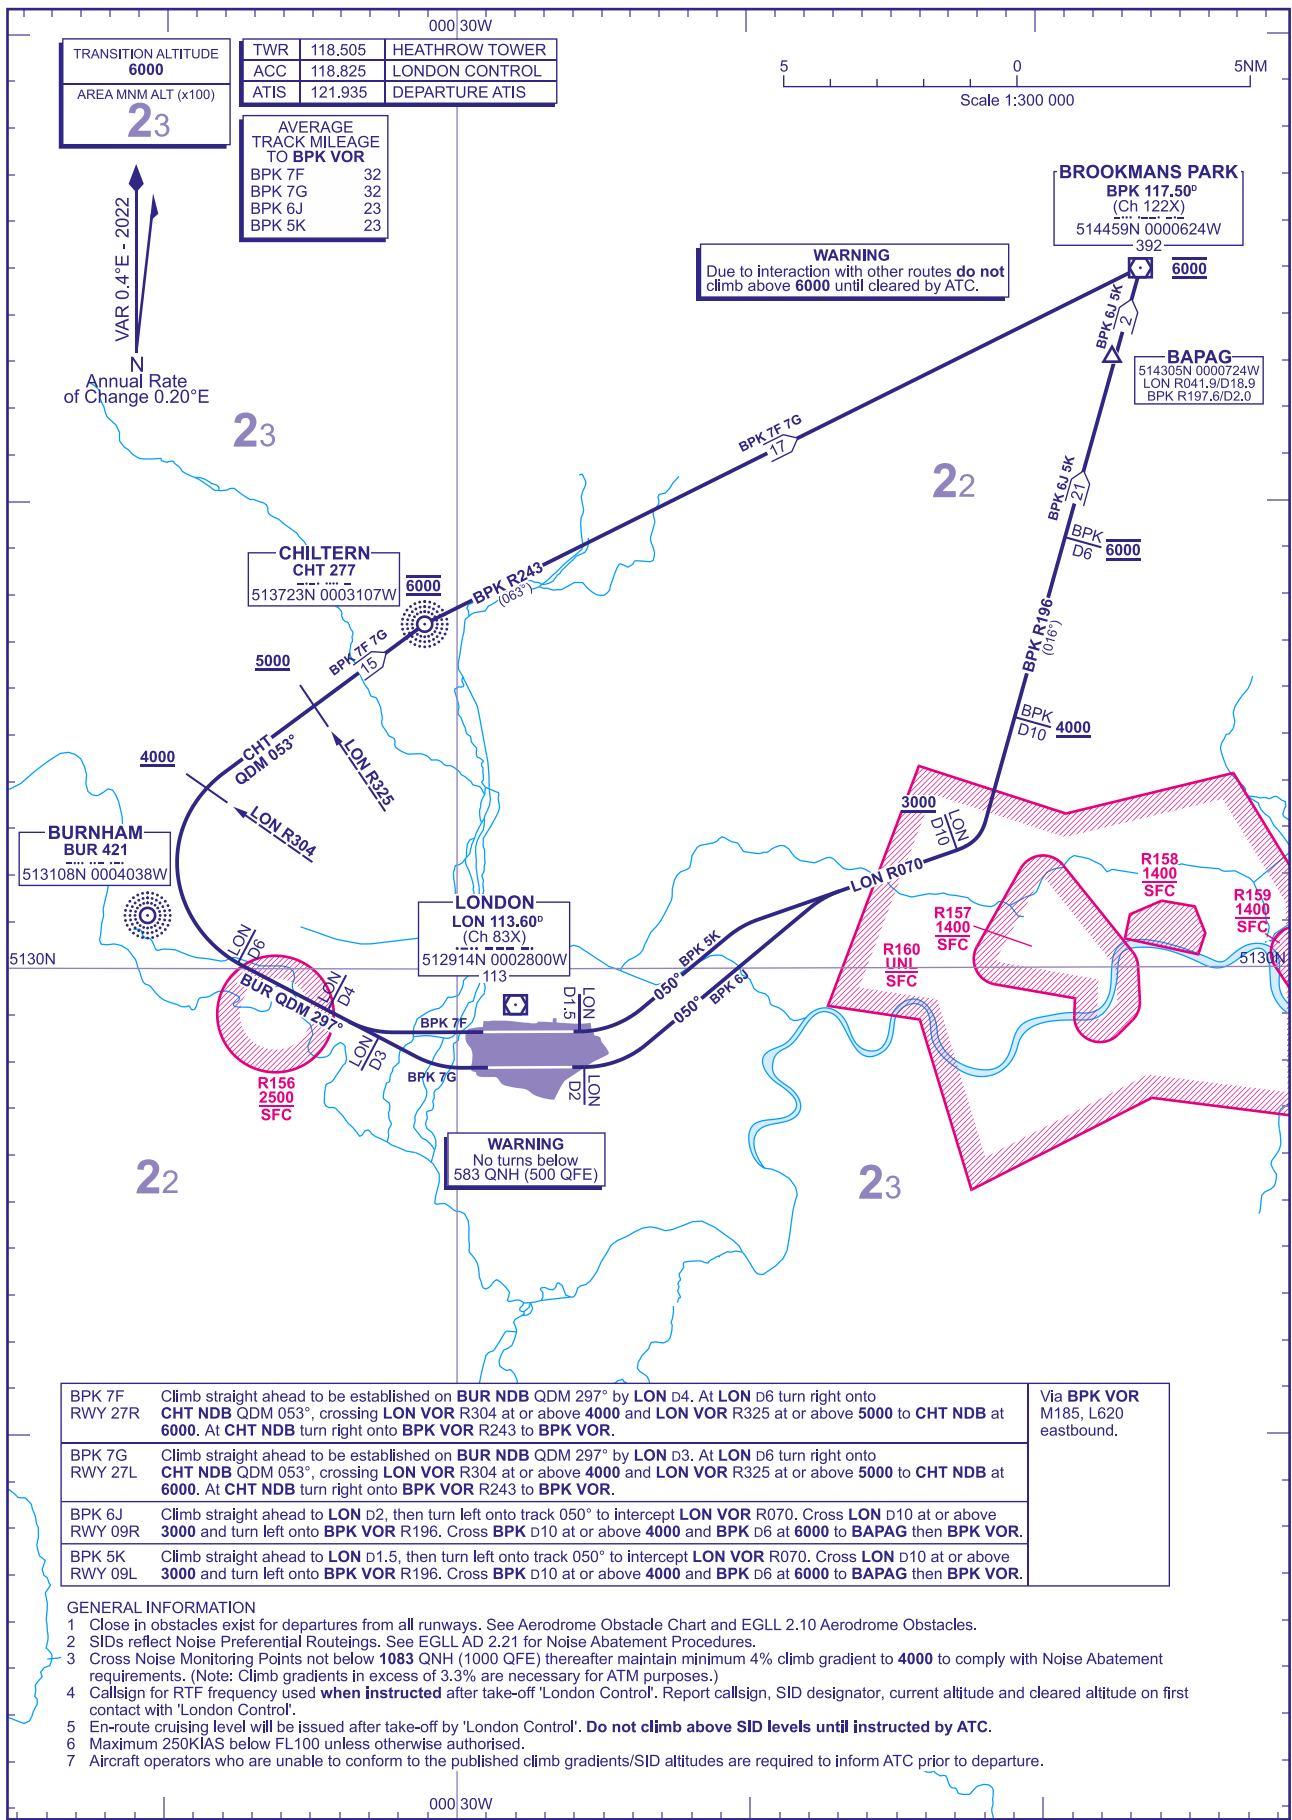 000 30W
TRANSITION ALTITUDE
6000
AREA MNM ALT (x100)
23
TWR 118.505 HEATHROW TOWER
ACC 118.825 LONDON CONTROL
ATIS 121.935 DEPARTURE ATIS
5 0 5NM
Scale 1:300 000
AVERAGE
TRACK MILEAGE
TO BPK VOR
BPK 7F 32
BPK 7G 32
BPK 6J 23
BPK 5K 23
VAR 0.4°E - 2022
N
Annual Rate
of Change 0.20°E
BROOKMANS PARK
BPK 117.50D
(Ch 122X)
514459N 0000624W
392
6000
WARNING
Due to interaction with other routes do not
climb above 6000 until cleared by ATC.
BPK 6J 5K
2
BAPAG
514305N 0000724W
LON R041.9/D18.9
BPK R197.6/D2.0
23
BPK 7F 7G
17
22
BPK 6J 5K
21
BPK
D6
6000
CHILTERN
CHT 277
513723N 0003107W
6000
BPK R243
(063°)
BPK R196
(016°)
BPK 7F 7G
15
5000
BPK
D10
4000
LON R325
CHT
QDM 053°
4000
LON R304
3000
LON
D10
BURNHAM
BUR 421
513108N 0004038W
LON R070
R158
1400
SFC
R157
1400
SFC
R159
1400
SFC
R160
UNL
SFC
LONDON
LON 113.60D
(Ch 83X)
512914N 0002800W
113
LON
D6
5130N
5130N
BPK 5K
050°
BPK 6J
050°
BUR QDM 297°
LON
D4
LON
D1.5
BPK 7F
LON
D3
BPK 7G
LON
D2
R156
2500
SFC
WARNING
No turns below
583 QNH (500 QFE)
22
23
BPK 7F Climb straight ahead to be established on BUR NDB QDM 297° by LON D4. At LON D6 turn right onto
RWY 27R CHT NDB QDM 053°, crossing LON VOR R304 at or above 4000 and LON VOR R325 at or above 5000 to CHT NDB at
6000. At CHT NDB turn right onto BPK VOR R243 to BPK VOR.
Via BPK VOR
M185, L620
eastbound.
BPK 7G Climb straight ahead to be established on BUR NDB QDM 297° by LON D3. At LON D6 turn right onto
RWY 27L CHT NDB QDM 053°, crossing LON VOR R304 at or above 4000 and LON VOR R325 at or above 5000 to CHT NDB at
6000. At CHT NDB turn right onto BPK VOR R243 to BPK VOR.
BPK 6J Climb straight ahead to LON D2, then turn left onto track 050° to intercept LON VOR R070. Cross LON D10 at or above
RWY 09R 3000 and turn left onto BPK VOR R196. Cross BPK D10 at or above 4000 and BPK D6 at 6000 to BAPAG then BPK VOR.
BPK 5K Climb straight ahead to LON D1.5, then turn left onto track 050° to intercept LON VOR R070. Cross LON D10 at or above
RWY 09L 3000 and turn left onto BPK VOR R196. Cross BPK D10 at or above 4000 and BPK D6 at 6000 to BAPAG then BPK VOR.
GENERAL INFORMATION
1 Close in obstacles exist for departures from all runways. See Aerodrome Obstacle Chart and EGLL 2.10 Aerodrome Obstacles.
2 SIDs reflect Noise Preferential Routeings. See EGLL AD 2.21 for Noise Abatement Procedures.
3 Cross Noise Monitoring Points not below 1083 QNH (1000 QFE) thereafter maintain minimum 4% climb gradient to 4000 to comply with Noise Abatement
requirements. (Note: Climb gradients in excess of 3.3% are necessary for ATM purposes.)
4 Callsign for RTF frequency used when instructed after take-off 'London Control'. Report callsign, SID designator, current altitude and cleared altitude on first
contact with 'London Control'.
5 En-route cruising level will be issued after take-off by 'London Control'. Do not climb above SID levels until instructed by ATC.
6 Maximum 250KIAS below FL100 unless otherwise authorised.
7 Aircraft operators who are unable to conform to the published climb gradients/SID altitudes are required to inform ATC prior to departure.
000 30W